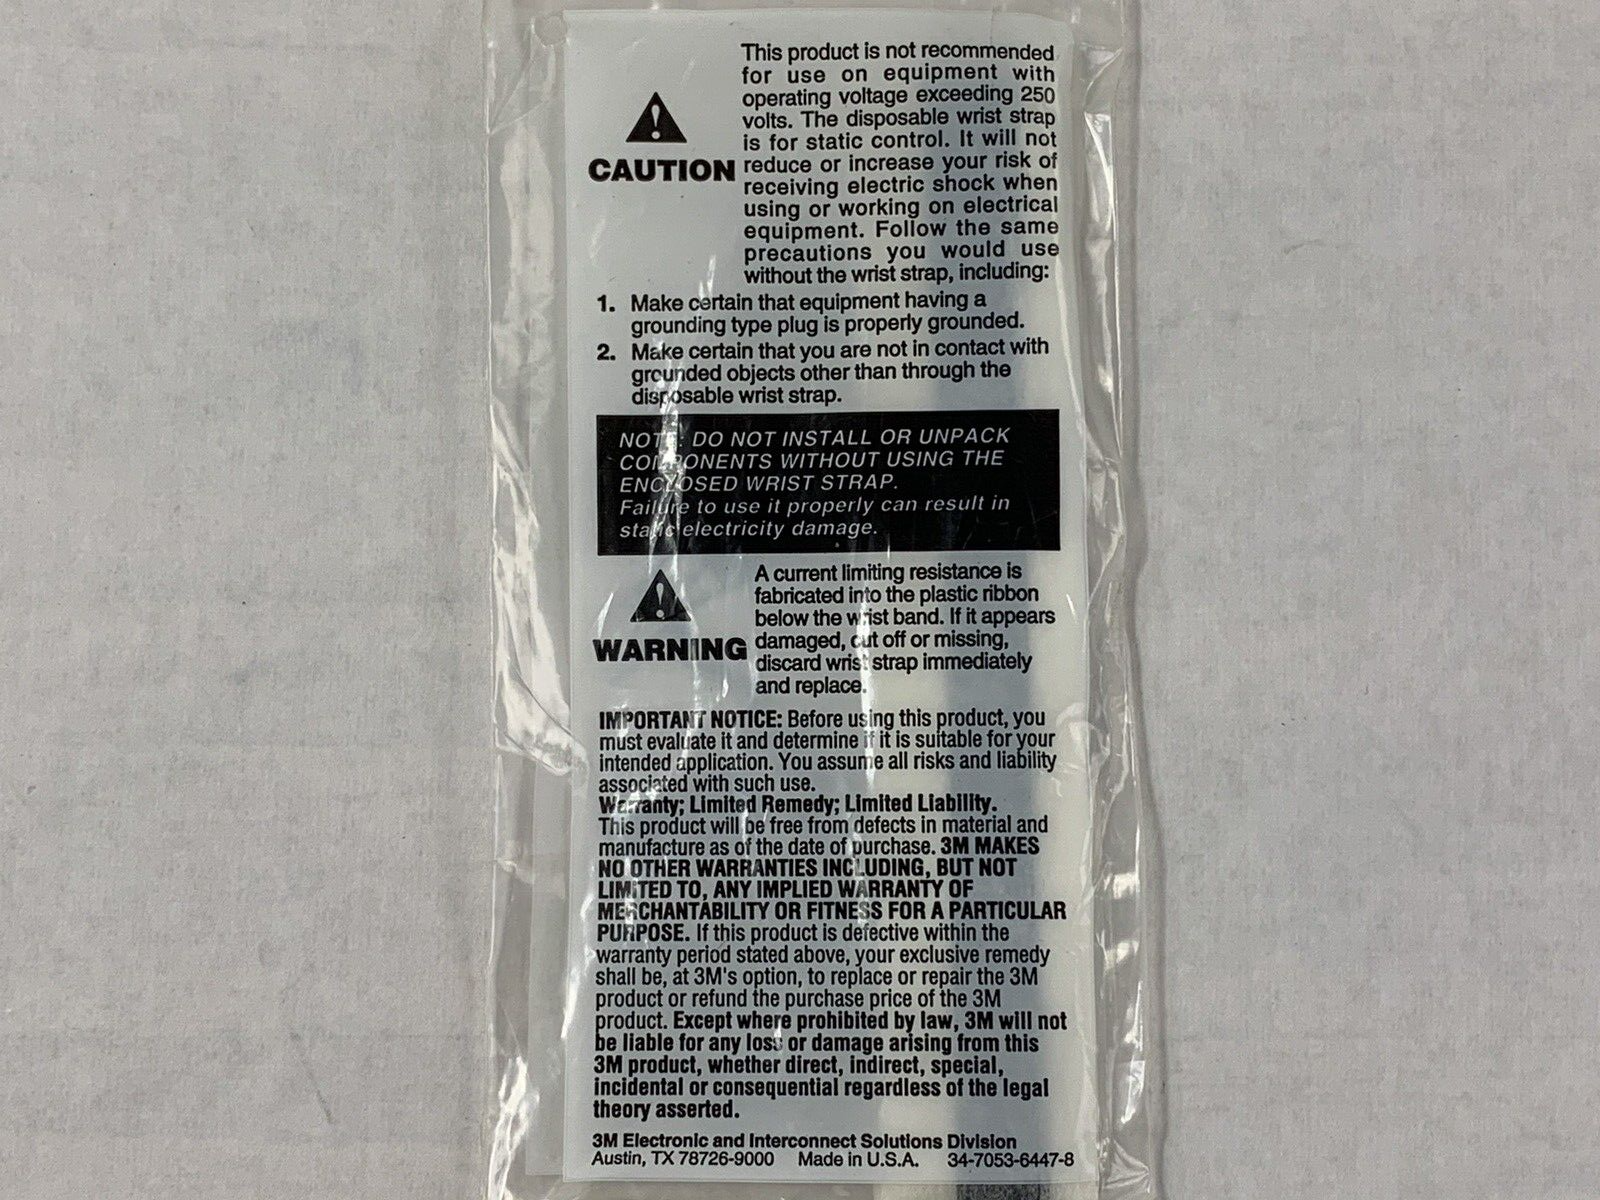 This product is not recommended
for use on equipment with
operating voltage exceeding 250
volts. The disposable wrist strap
is for static control. It will not
reduce or increase your risk of
receiving electric shock when
using or working on electrical
equipment. Follow the same
precautions you would use
without the wrist strap, including:
CAUTION
1. Make certain that equipment having a
grounding type plug is properly grounded.
2. Make certain that you are not in contact with
grounded objects other than through the
disposable wrist strap.
NOTE: DO NOT INSTALL OR UNPACK
COMPONENTS WITHOUT USING THE
ENCLOSED WRIST STRAP.
Failure to use it properly can result in
static electricity damage.
WARNING
A current limiting resistance is
fabricated into the plastic ribbon
below the wrist band. If it appears
damaged, cut off or missing,
discard wrist strap immediately
and replace.
IMPORTANT NOTICE: Before using this product, you
must evaluate it and determine if it is suitable for your
intended application. You assume all risks and liability
associated with such use.
Warranty; Limited Remedy; Limited Liability.
This product will be free from defects in material and
manufacture as of the date of purchase. 3M MAKES
NO OTHER WARRANTIES INCLUDING, BUT NOT
LIMITED TO, ANY IMPLIED WARRANTY OF
MERCHANTABILITY OR FITNESS FOR A PARTICULAR
PURPOSE. If this product is defective within the
warranty period stated above, your exclusive remedy
shall be, at 3M's option, to replace or repair the 3M
product or refund the purchase price of the 3M
product. Except where prohibited by law, 3M will not
be liable for any loss or damage arising from this
3M product, whether direct, indirect, special,
incidental or consequential regardless of the legal
theory asserted.
3M Electronic and Interconnect Solutions Division
Austin, TX 78726-9000 Made in U.S.A. 34-7053-6447-8